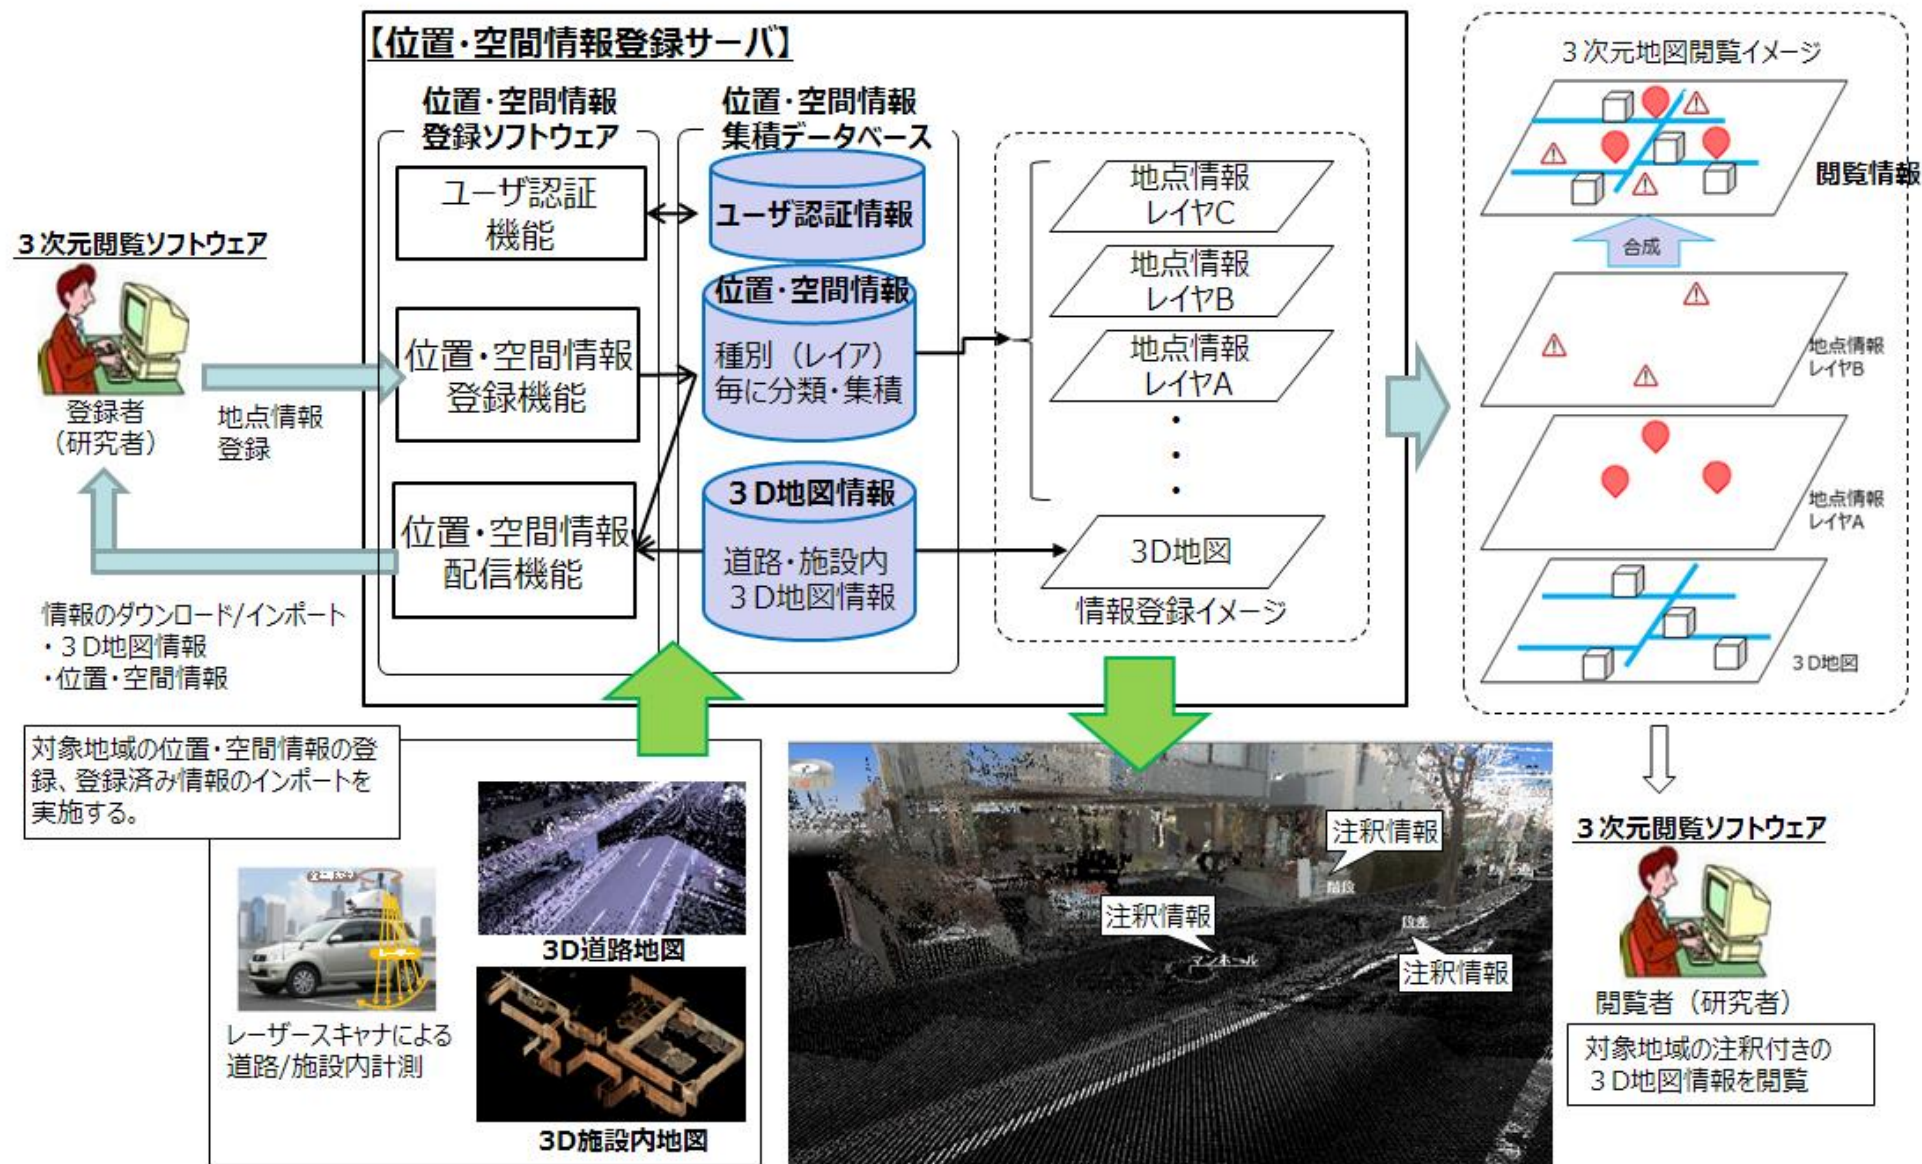 【位置・空間情報登録サーバ】
位置・空間情報
登録ソフトウェア
位置・空間情報
集積データベース
ユーザ認証
機能
位置・空間情報
登録機能
位置・空間情報
配信機能
ユーザ認証情報
位置・空間情報
種別（レイア）
毎に分類・集積
３D地図情報
道路・施設内
３D地図情報
地点情報
レイヤC
地点情報
レイヤB
地点情報
レイヤA
・
・
・
3D地図
情報登録イメージ
３次元閲覧ソフトウェア
登録者
（研究者）
地点情報
登録
情報のダウンロード/インポート
・３D地図情報
・位置・空間情報
３次元地図閲覧イメージ
閲覧情報
合成
地点情報
レイヤB
地点情報
レイヤA
３D地図
対象地域の位置・空間情報の登
録、登録済み情報のインポートを
実施する。
レーザースキャナによる
道路/施設内計測
3D道路地図
3D施設内地図
注釈情報
階段
注釈情報
マンホール
段差
注釈情報
３次元閲覧ソフトウェア
閲覧者（研究者）
対象地域の注釈付きの
３D地図情報を閲覧